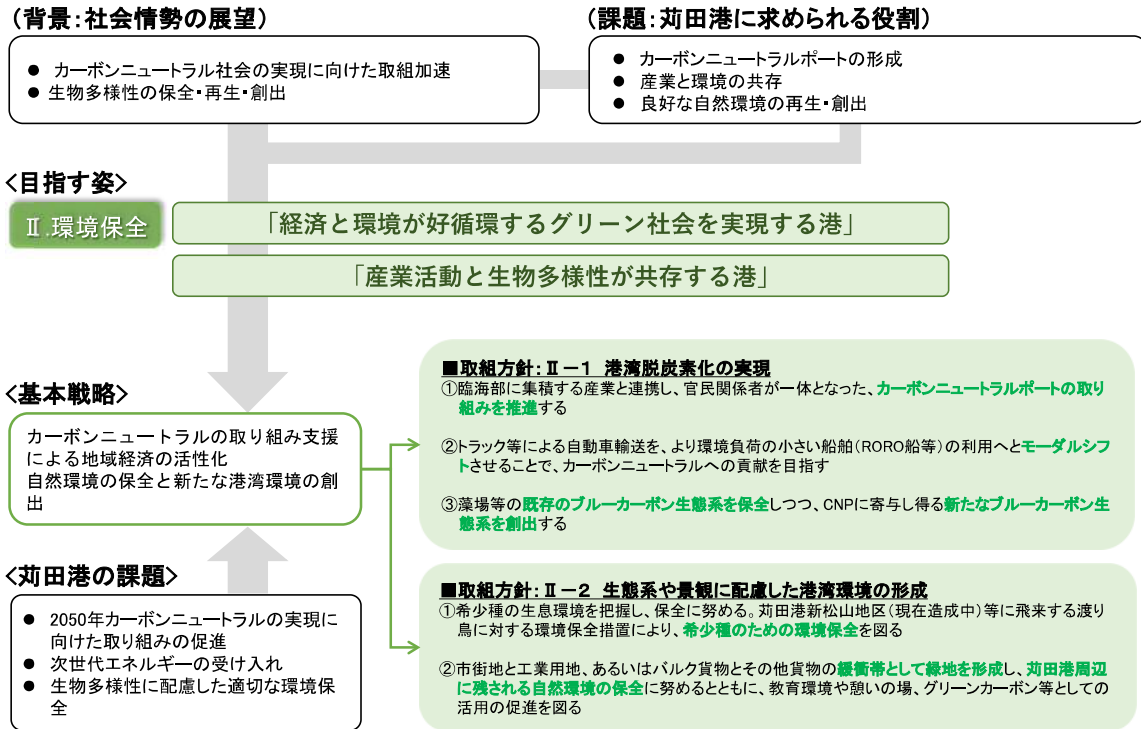 (背景:社会情勢の展望)
● カーボンニュートラル社会の実現に向けた取組加速
● 生物多様性の保全・再生・創出
(課題:苅田港に求められる役割)
● カーボンニュートラルポートの形成
● 産業と環境の共存
● 良好な自然環境の再生・創出
<目指す姿>
Ⅱ.環境保全
「経済と環境が好循環するグリーン社会を実現する港」
「産業活動と生物多様性が共存する港」
<基本戦略>
カーボンニュートラルの取り組み支援
による地域経済の活性化
自然環境の保全と新たな港湾環境の創
出
<苅田港の課題>
● 2050年カーボンニュートラルの実現に
向けた取り組みの促進
● 次世代エネルギーの受け入れ
● 生物多様性に配慮した適切な環境保
全
■取組方針:Ⅱ-1 港湾脱炭素化の実現
①臨海部に集積する産業と連携し、官民関係者が一体となった、カーボンニュートラルポートの取り
組みを推進する
②トラック等による自動車輸送を、より環境負荷の小さい船舶(RORO船等)の利用へとモーダルシフ
トさせることで、カーボンニュートラルへの貢献を目指す
③藻場等の既存のブルーカーボン生態系を保全しつつ、CNPに寄与し得る新たなブルーカーボン生
態系を創出する
■取組方針:Ⅱ-2 生態系や景観に配慮した港湾環境の形成
①希少種の生息環境を把握し、保全に努める。苅田港新松山地区(現在造成中)等に飛来する渡り
鳥に対する環境保全措置により、希少種のための環境保全を図る
②市街地と工業用地、あるいはバルク貨物とその他貨物の緩衝帯として緑地を形成し、苅田港周辺
に残される自然環境の保全に努めるとともに、教育環境や憩いの場、グリーンカーボン等としての
活用の促進を図る